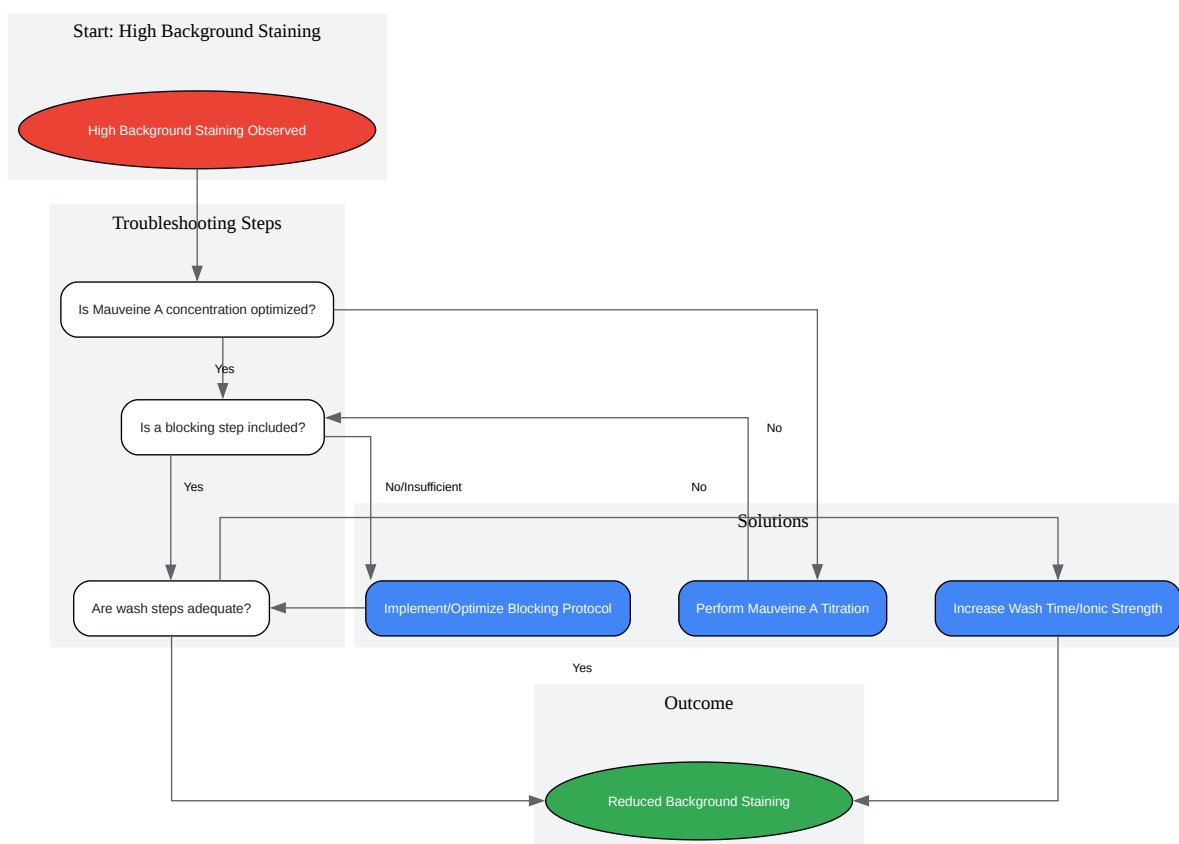 Start: High Background Staining
High Background Staining Observed
Troubleshooting Steps
Is Mauveine A concentration optimized?
Yes
Is a blocking step included?
No
Yes
No/Insufficient
No
Solutions
Are wash steps adequate?
Implement/Optimize Blocking Protocol
Perform Mauveine A Titration
Increase Wash Time/Ionic Strength
Yes
Outcome
Reduced Background Staining